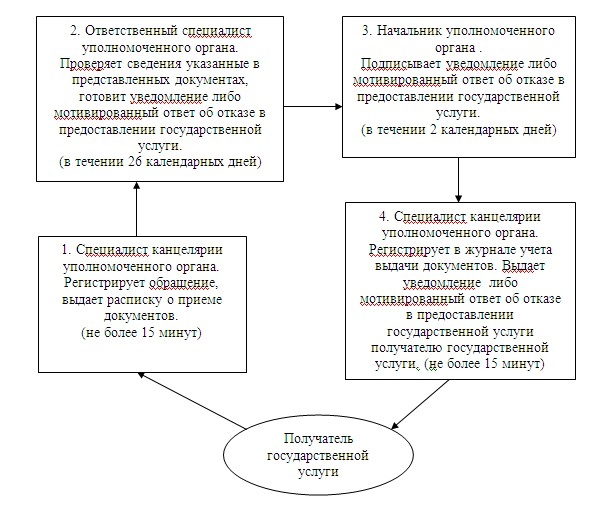 2. Ответственный специалист
уполномоченного органа.
Проверяет сведения указанные в
представленных документах,
готовит уведомление либо
мотивированный ответ об отказе в
предоставлении государственной
услуги.
(в течении 26 календарных дней)
3. Начальник уполномоченного
органа .
Подписывает уведомление либо
мотивированный ответ об отказе в
предоставлении государственной
услуги.
(в течении 2 календарных дней)
1. Специалист канцелярии
уполномоченного органа.
Регистрирует обращение,
выдает расписку о приеме
документов.
(не более 15 минут)
4. Специалист канцелярии
уполномоченного органа.
Регистрирует в журнале учета
выдачи документов. Выдает
уведомление либо
мотивированный ответ об отказе
в предоставлении
государственной услуги
получателю государственной
услуги, (не более 15 минут)
Получатель
государственной
услуги